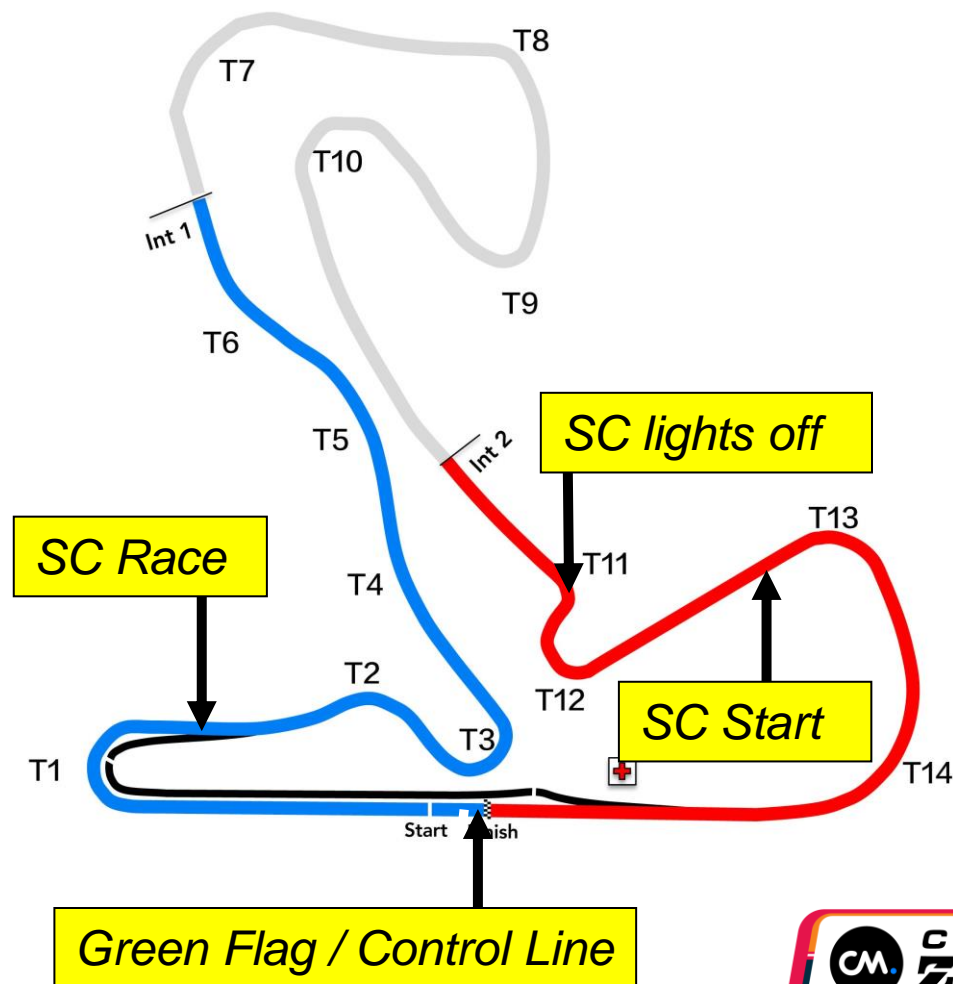 T8
T7
T10
Int 1
T9
T6
SC lights off
T5
Int 2
T13
SC Race
T11
T4
T2
T12
SC Start
T3
T1
T14
Start
Green Flag / Control Line
CM.